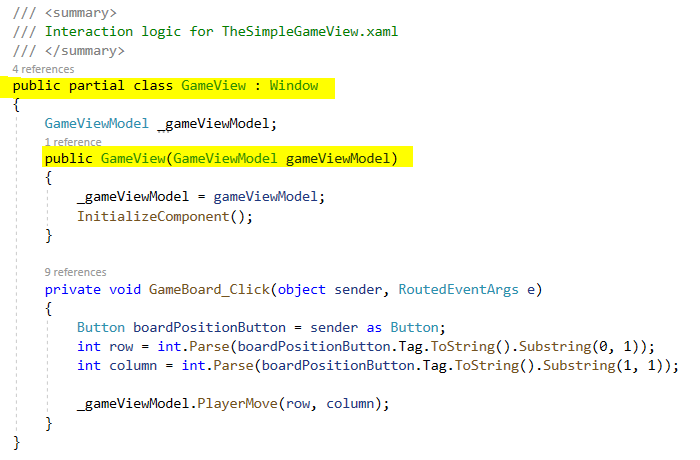 /// <summary>
/// Interaction logic for TheSimpleGameView.xaml
/// </summary>
4 references
public partial class GameView : Window
{
GameViewModel _gameViewModel;
1 reference
public GameView(GameViewModel gameViewModel)
{
_gameViewModel = gameViewModel;
InitializeComponent();
}
9 references
private void GameBoard_Click(object sender, RoutedEventArgs e)
{
Button boardPositionButton = sender as Button;
int row = int.Parse(boardPositionButton.Tag.ToString().Substring(0, 1));
int column = int.Parse(boardPositionButton.Tag.ToString().Substring(1, 1));
_gameViewModel.PlayerMove(row, column);
}
}